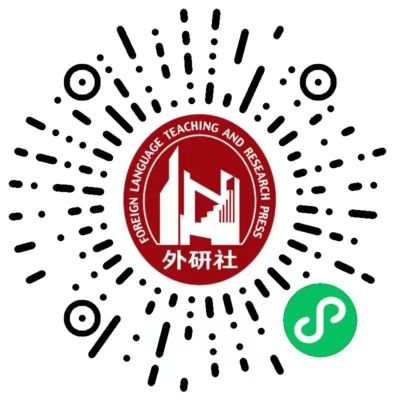 FOREIGN LANGUAGE TEACHING AND RESEARCH PRESS
外研社